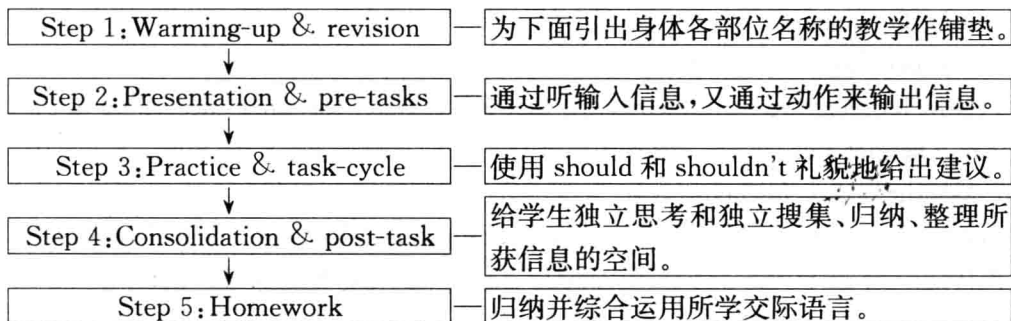 Step 1:Warming-up & revision
为下面引出身体各部位名称的教学作铺垫。
Step 2:Presentation & pre-tasks
通过听输入信息,又通过动作来输出信息。
Step 3:Practice & task-cycle
使用 should 和 shouldn't 礼貌地给出建议。
Step 4:Consolidation & post-task
给学生独立思考和独立搜集、归纳、整理所
获信息的空间。
Step 5:Homework
归纳并综合运用所学交际语言。